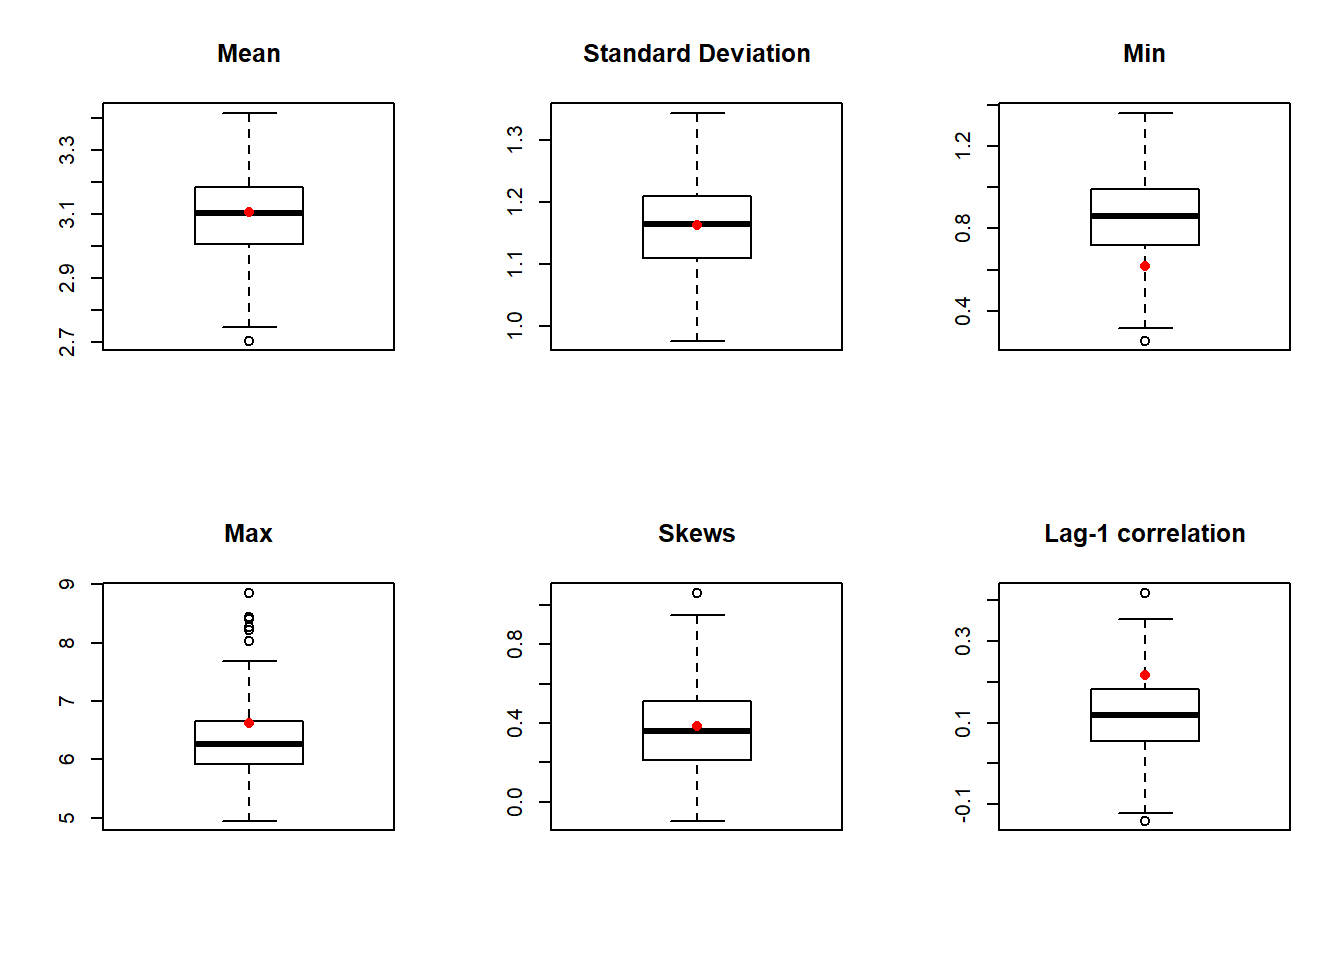 Mean
Standard Deviation
Min
2.7 2.9 3.1 3.3
1.0 1.1 1.2 1.3
0.4 0.8 1.2
Max
Skews
Lag-1 correlation
5 6 7 8 9
0.0 0.4 0.8
-0.1 0.1 0.3